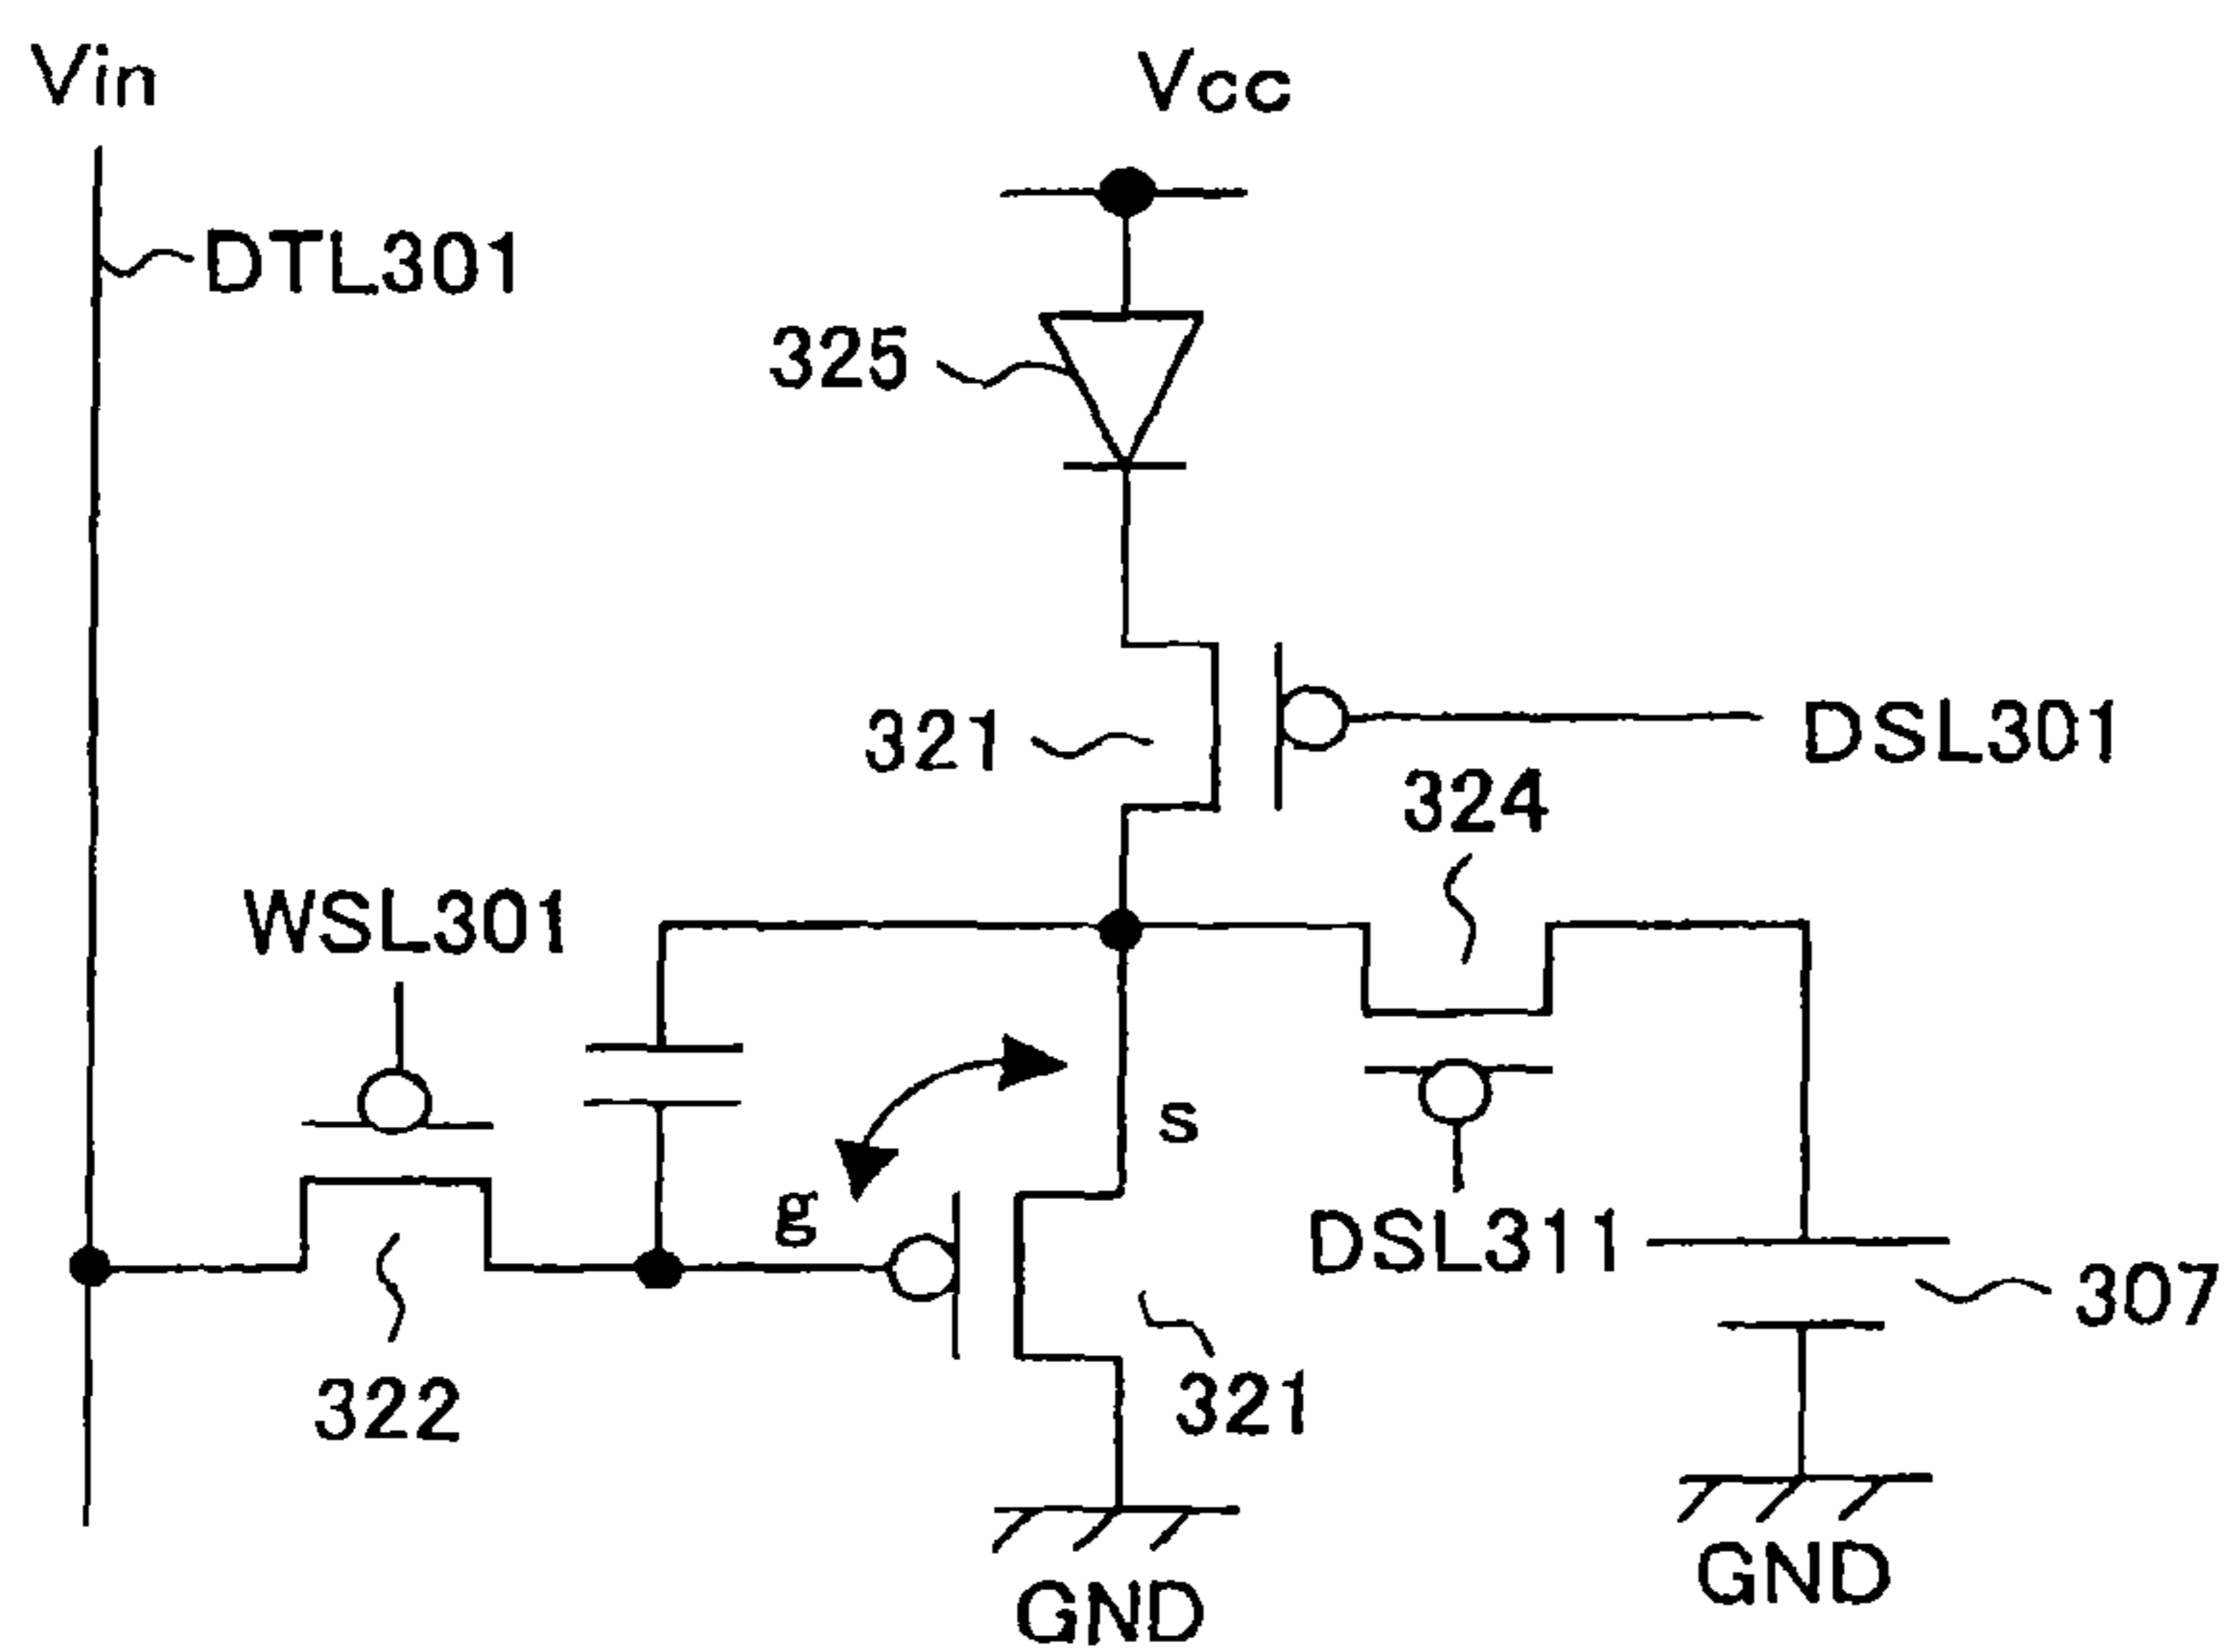 Vin
Vcc
DTL301
325
321
DSL301
324
WSL301
s
g
DSL311
307
322
321
GND
GND